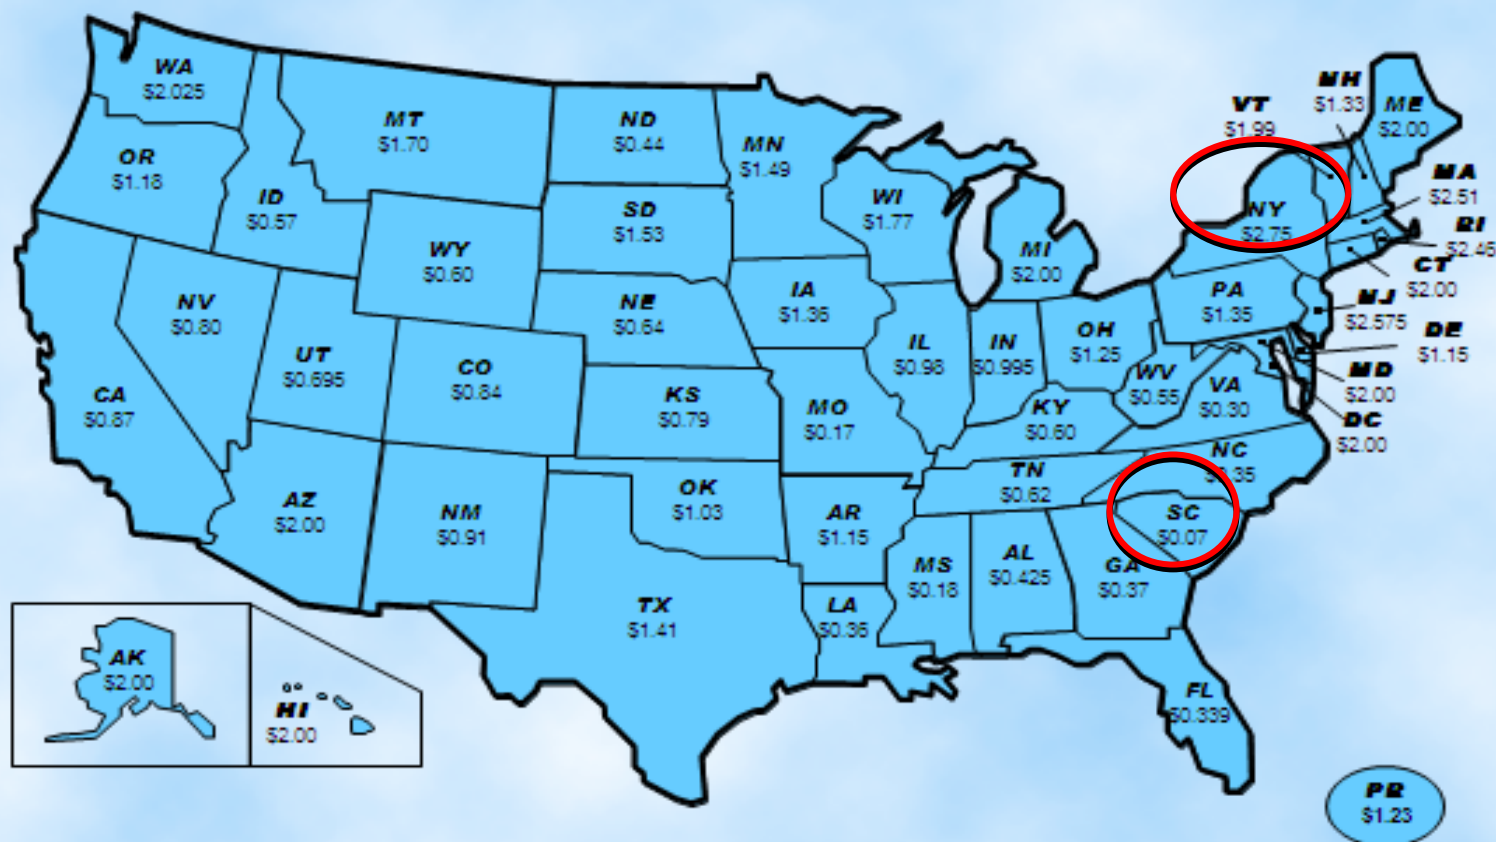 WA
$2.025
OR
$1.18
CA
$0.87
ID
$0.57
NV
$0.80
MT
$1.70
WY
$0.60
UT
$0.695
CO
$0.84
AZ
$2.00
NM
$0.91
ND
$0.44
SD
$1.53
NE
$0.64
KS
$0.79
OK
$1.03
TX
$1.41
MN
$1.49
IA
$1.36
MO
$0.17
AR
$1.15
LA
$0.36
WI
$1.77
IL
$0.98
MI
$2.00
IN
$0.995
OH
$1.25
KY
$0.60
TN
$0.62
MS
$0.18
AL
$0.425
GA
$0.37
FL
$0.339
SC
$0.07
NC
$0.35
VA
$0.30
WV
$0.55
PA
$1.35
NY
$2.75
VT
$1.99
NH
$1.33
ME
$2.00
MA
$2.51
RI
$2.46
CT
$2.00
NJ
$2.575
DE
$1.15
MD
$2.00
DC
$2.00
AK
$2.00
HI
$2.00
PR
$1.23